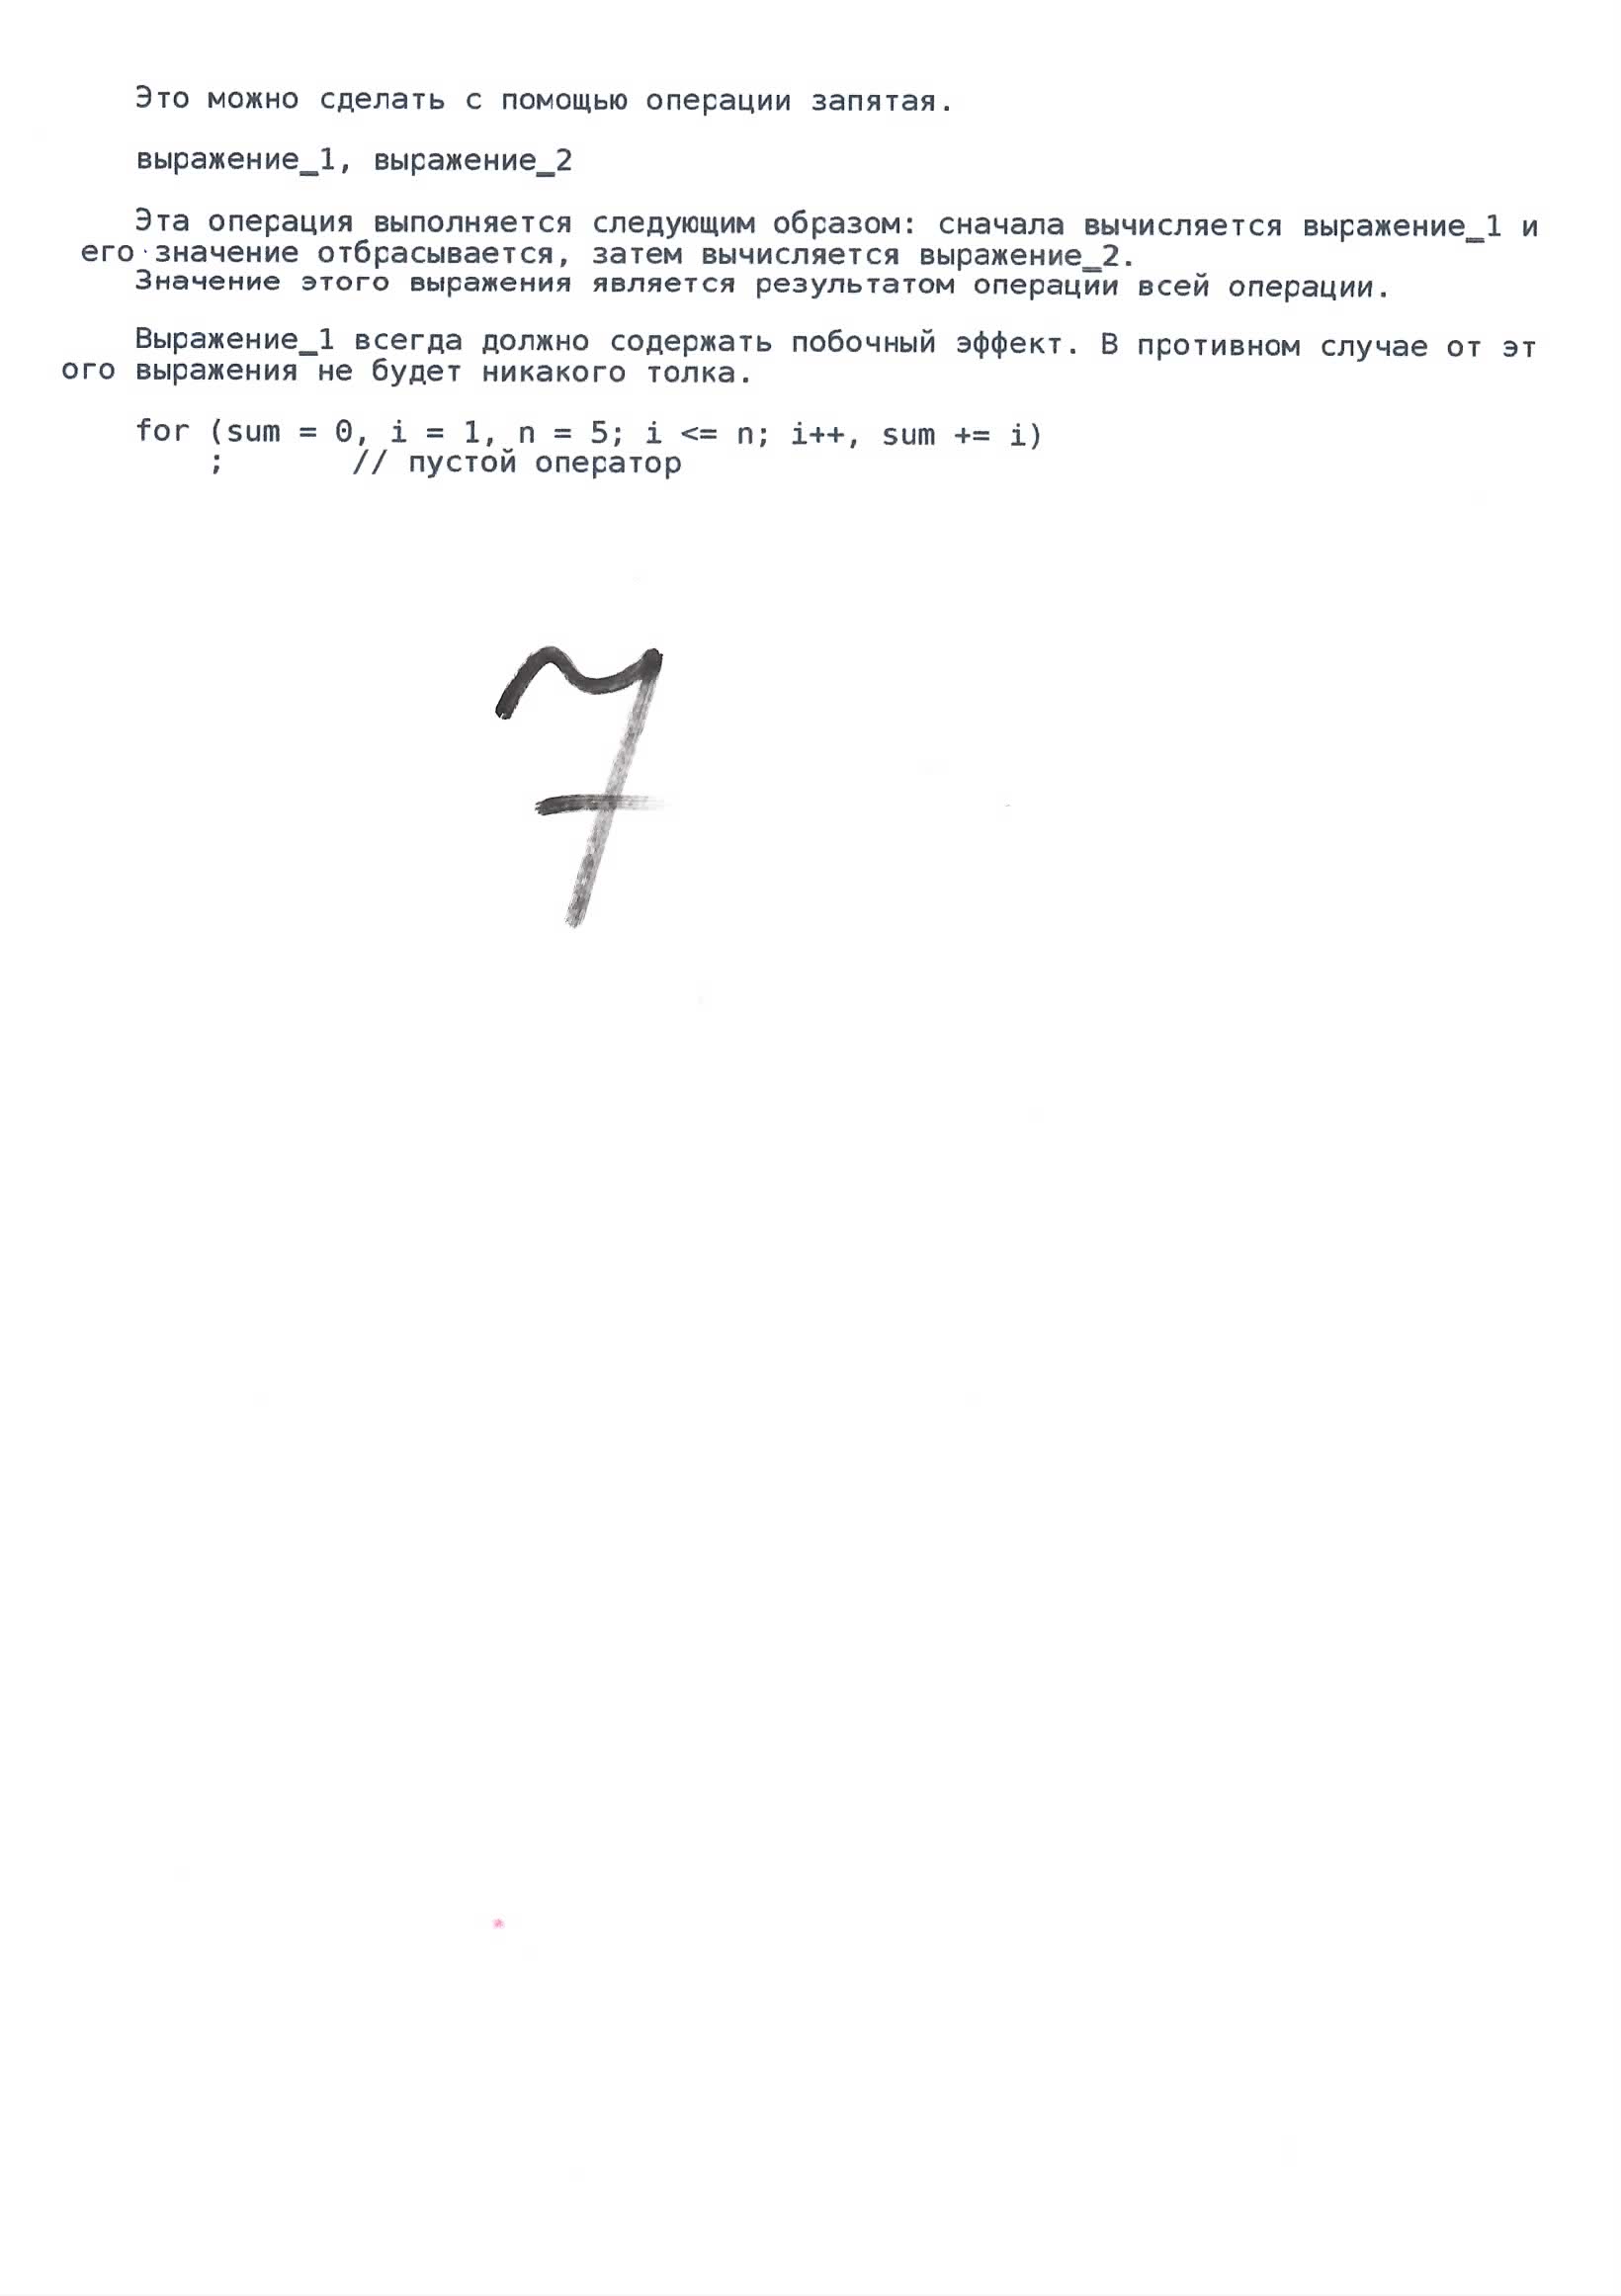 Это можно сделать с помощью операции запятая.
выражение_1, выражение_2
Эта операция выполняется следующим образом: сначала вычисляется выражение_1 и
его значение отбрасывается, затем вычисляется выражение_2.
Значение этого выражения является результатом операции всей операции.
Выражение_1 всегда должно содержать побочный эффект. В противном случае от эт
ого выражения не будет никакого толка.
for (sum = 0, i = 1, n = 5; i <= n; i++, sum += i)
; // пустой оператор
7